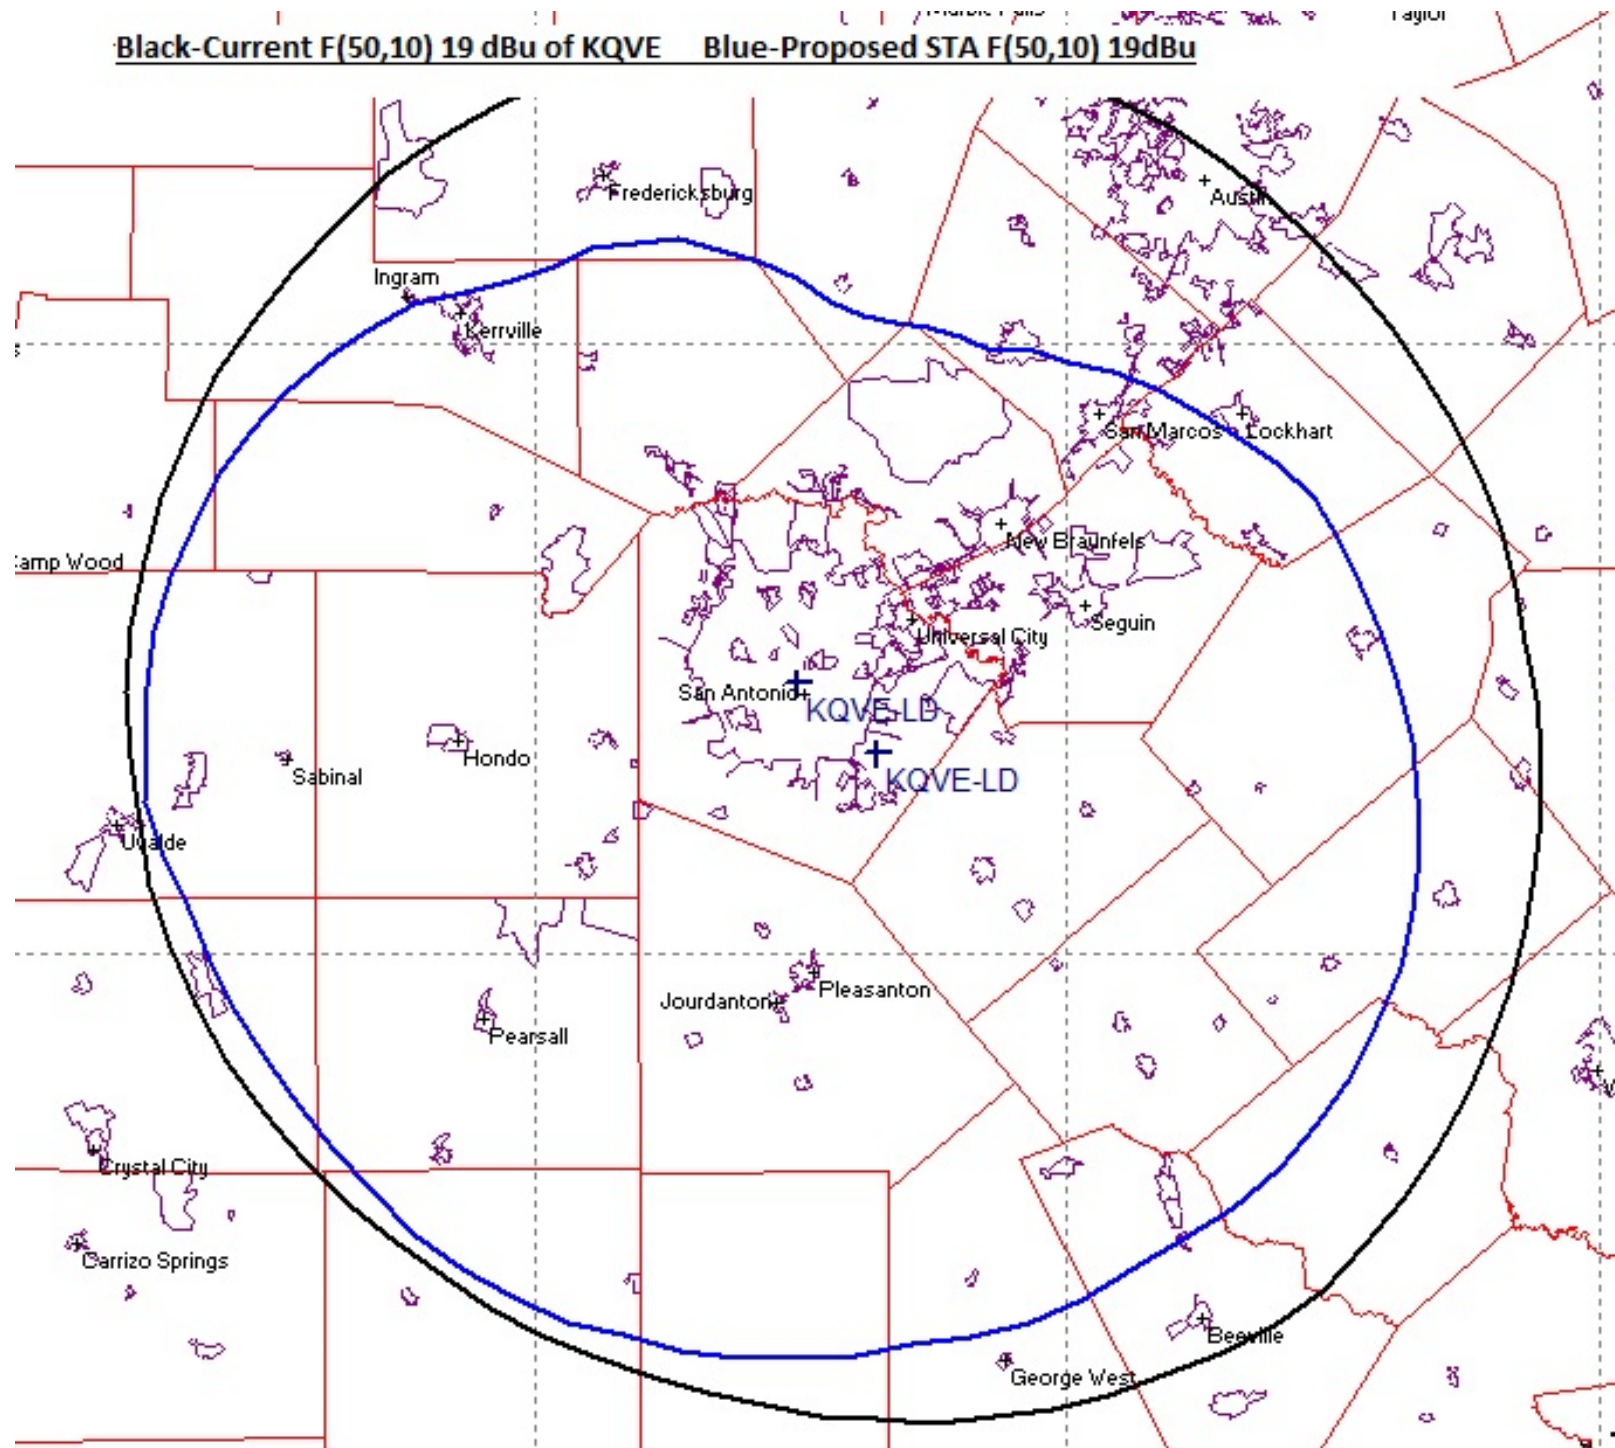 Taylor
Black-Current F(50,10) 19 dBu of KQVE Blue-Proposed STA F(50,10) 19dBu
Fredericksburg
Austin
Ingram
Kerrville
San Marcos
Lockhart
New Braunfels
amp Wood
Seguin
Universal City
San Antonio
KQVE-LD
Hondo
Sabinal
KQVE-LD
Uvalde
Pleasanton
Jourdanton
Pearsall
Crystal City
Carrizo Springs
Beeville
George West